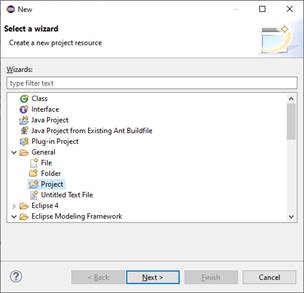 New
Select a wizard
Create a new project resource
Wizards:
type filter text
Class
Interface
Java Project
Java Project from Existing Ant Buildfile
Plug-in Project
General
File
Folder
Project
Untitled Text File
Eclipse 4
Eclipse Modeling Framework
? < Back Next > Finish Cancel